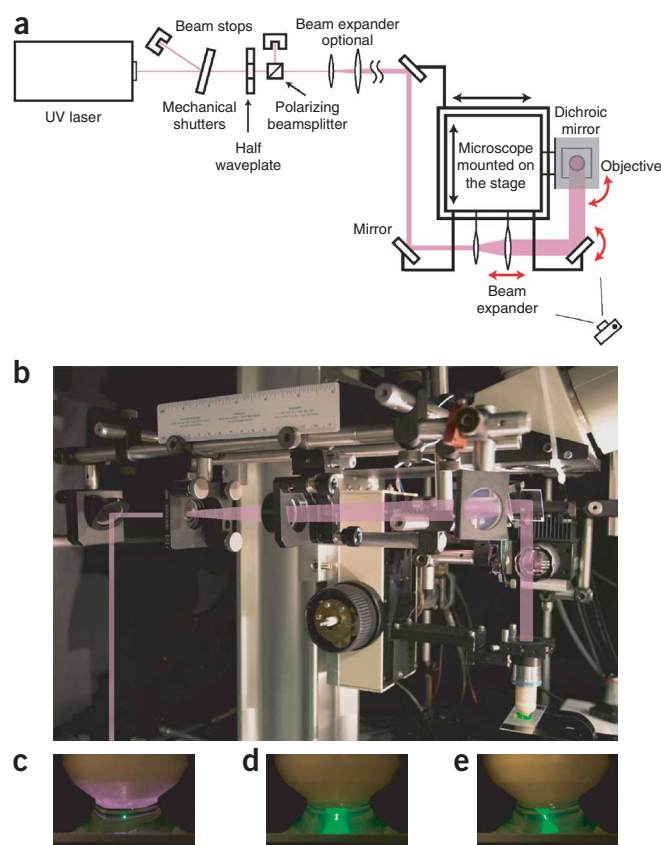 a
Beam stops
Beam expander
optional
UV laser
Mechanical
shutters
Polarizing
beamsplitter
Half
waveplate
Dichroic
mirror
Microscope
mounted on
the stage
Objective
Mirror
Beam
expander
b
c
d
e